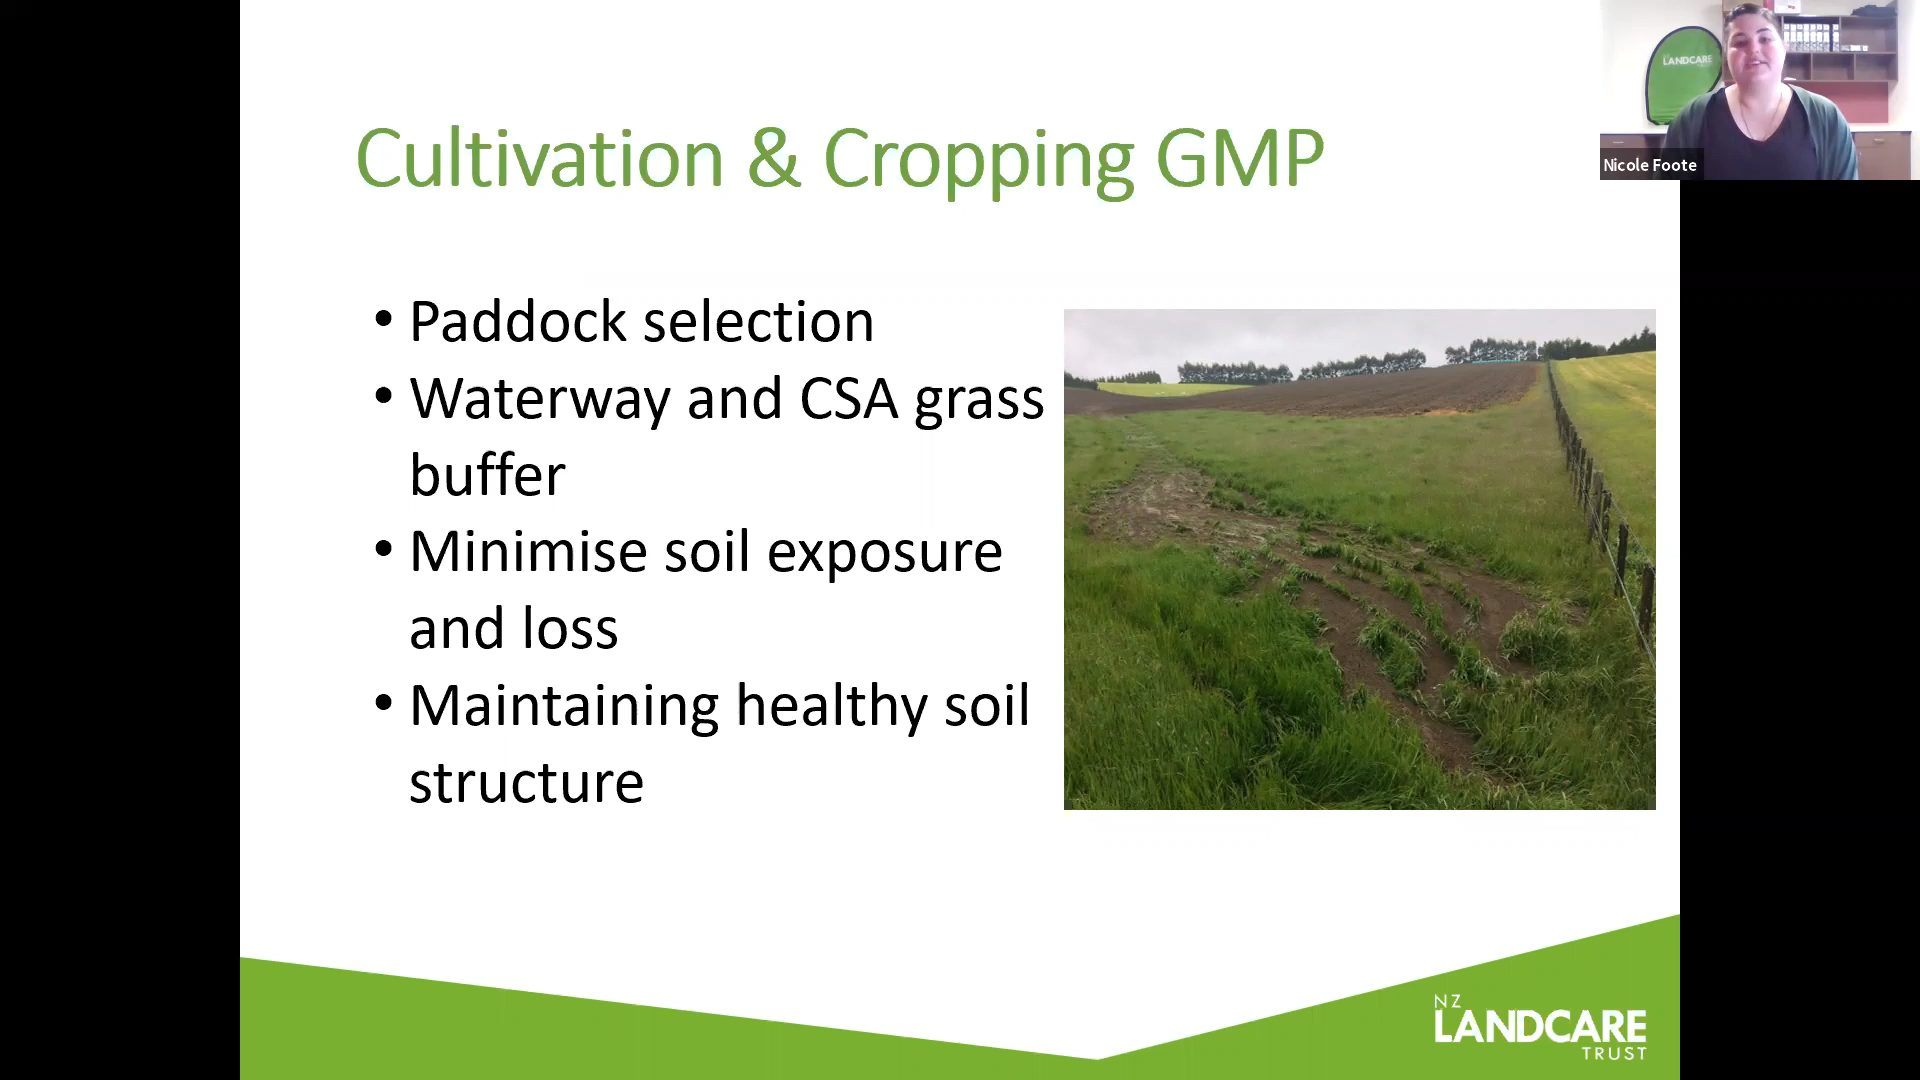 Cultivation & Cropping GMP
• Paddock selection
• Waterway and CSA grass
buffer
• Minimise soil exposure
and loss
• Maintaining healthy soil
structure
LANDCARE
Nicole Foote
NZ
LANDCARE
TRUST